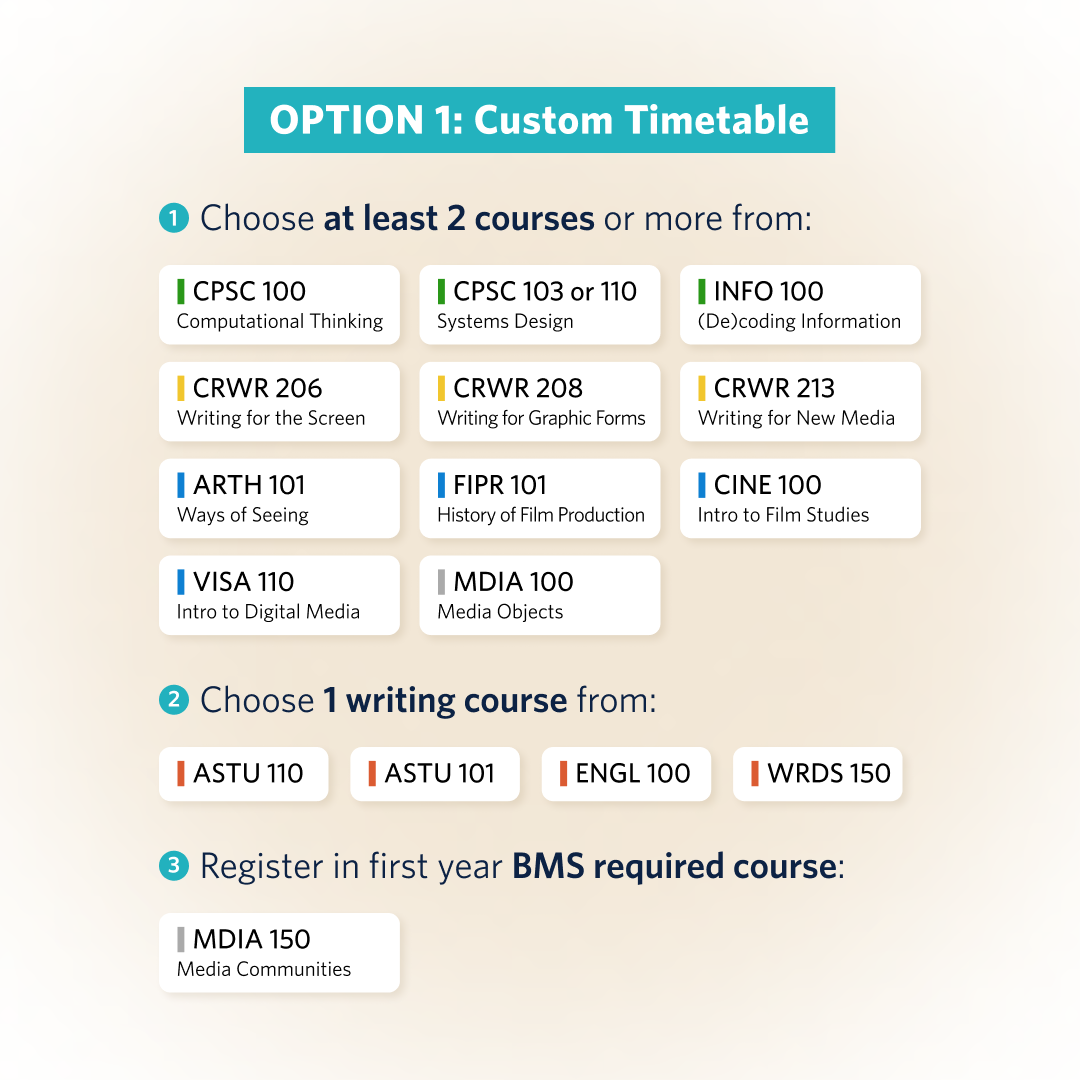 OPTION 1: Custom Timetable
1 Choose at least 2 courses or more from:
CPSC 100
Computational Thinking
CPSC 103 or 110
Systems Design
INFO 100
(De)coding Information
CRWR 206
Writing for the Screen
CRWR 208
Writing for Graphic Forms
CRWR 213
Writing for New Media
ARTH 101
Ways of Seeing
FIPR 101
History of Film Production
CINE 100
Intro to Film Studies
VISA 110
Intro to Digital Media
MDIA 100
Media Objects
2 Choose 1 writing course from:
ASTU 110
ASTU 101
ENGL 100
WRDS 150
3 Register in first year BMS required course:
MDIA 150
Media Communities